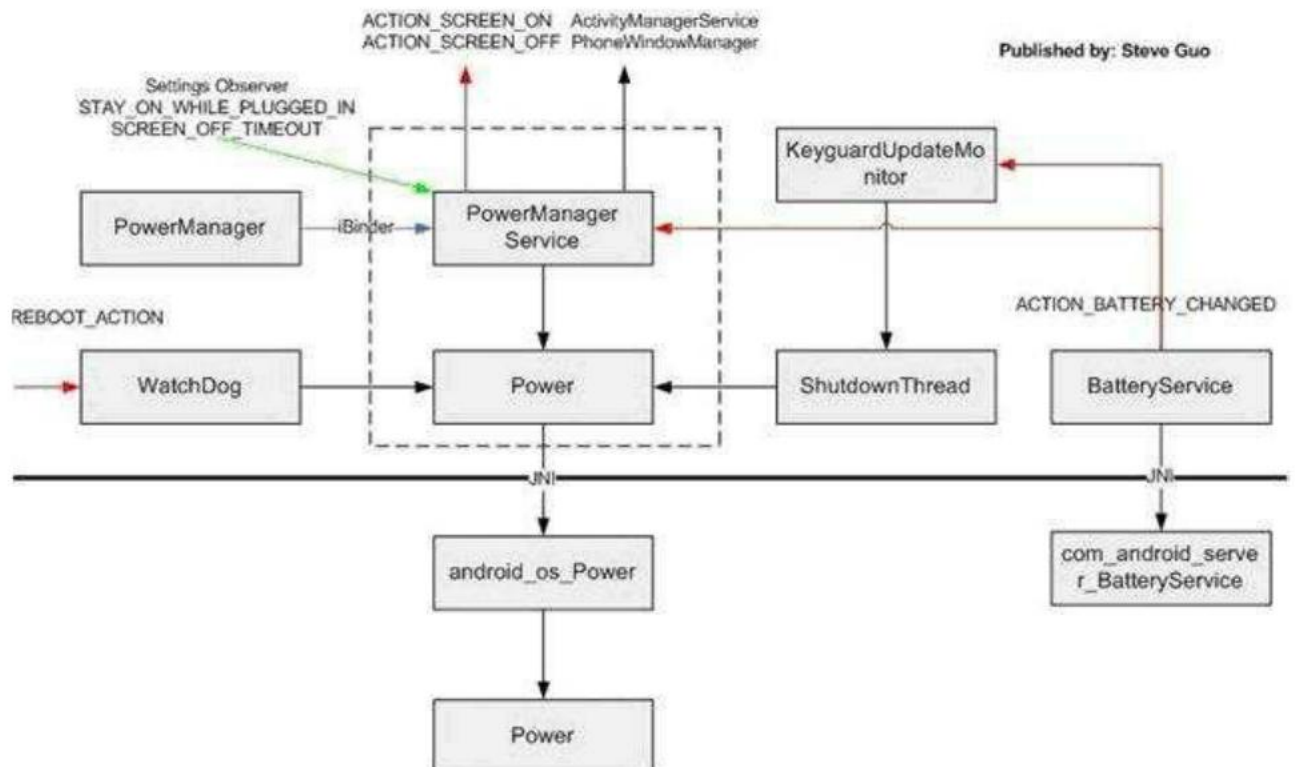 ACTION_SCREEN_ON ActivityManagerService
ACTION_SCREEN_OFF PhoneWindowManager
Published by: Steve Guo
Settings Observer
STAY_ON_WHILE_PLUGGED_IN
SCREEN_OFF_TIMEOUT
KeyguardUpdateMo
nitor
PowerManager
iBinder
PowerManager
Service
REBOOT_ACTION
ACTION_BATTERY_CHANGED
WatchDog
Power
ShutdownThread
BatteryService
JNI
JNI
android_os_Power
com_android_serve
r_BatteryService
Power